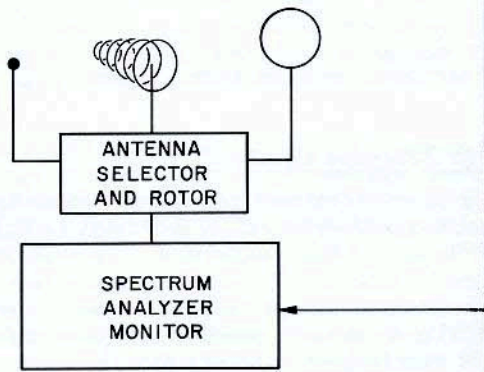 ANTENNA
SELECTOR
AND ROTOR
SPECTRUM
ANALYZER
MONITOR